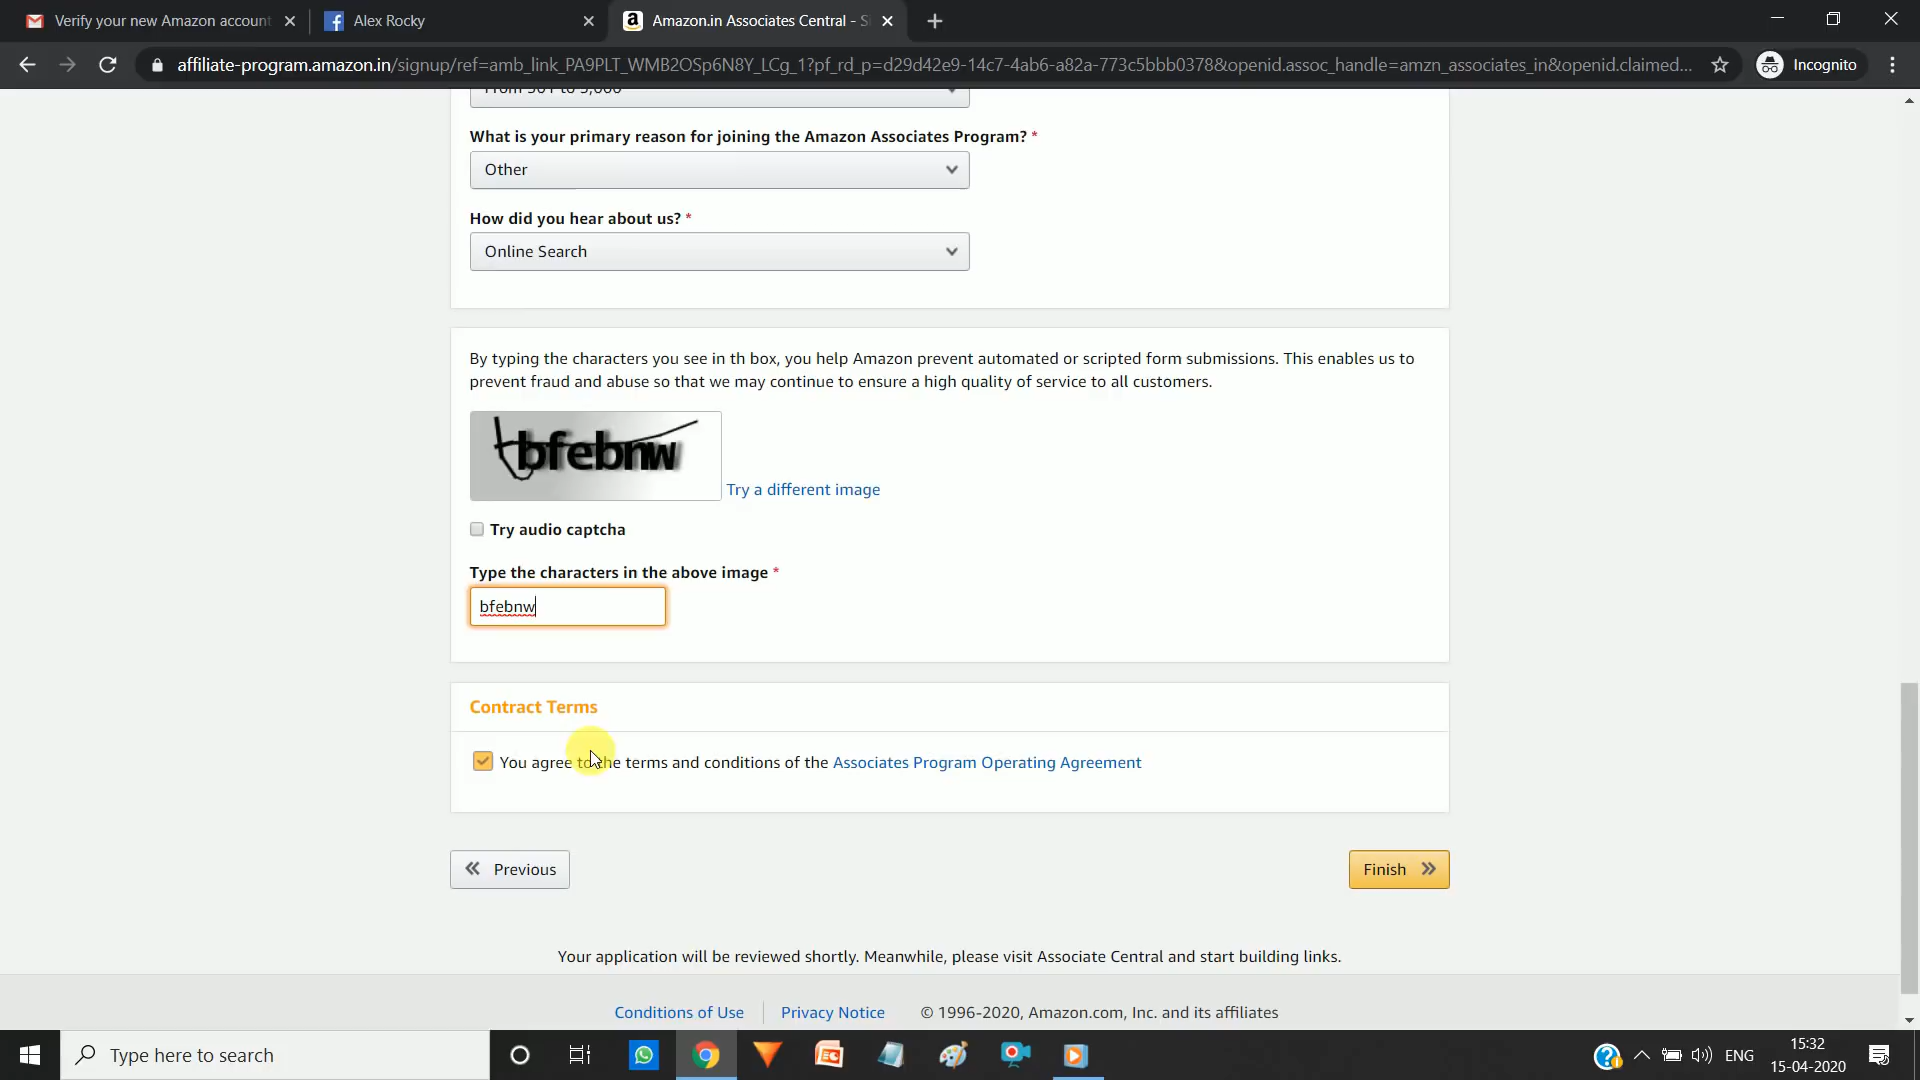 Verify your new Amazon account
Alex Rocky
Amazon.in Associates Central - S
affiliate-program.amazon.in/signup/ref=amb_link_PA9PLT_WMB2OSp6N8Y_LCg_1?pf_rd_p=d29d42e9-14c7-4ab6-a82a-773c5bbb0378&openid.assoc_handle=amzn_associates_in&openid.claimed...
Incognito
From 501 to 5,000
What is your primary reason for joining the Amazon Associates Program? *
Other
How did you hear about us? *
Online Search
By typing the characters you see in th box, you help Amazon prevent automated or scripted form submissions. This enables us to
prevent fraud and abuse so that we may continue to ensure a high quality of service to all customers.
bfebnw
Try a different image
Try audio captcha
Type the characters in the above image *
bfebnw
Contract Terms
You agree to the terms and conditions of the Associates Program Operating Agreement
Previous
Finish
Your application will be reviewed shortly. Meanwhile, please visit Associate Central and start building links.
Conditions of Use
Privacy Notice
© 1996-2020, Amazon.com, Inc. and its affiliates
Type here to search
ENG
15:32
15-04-2020